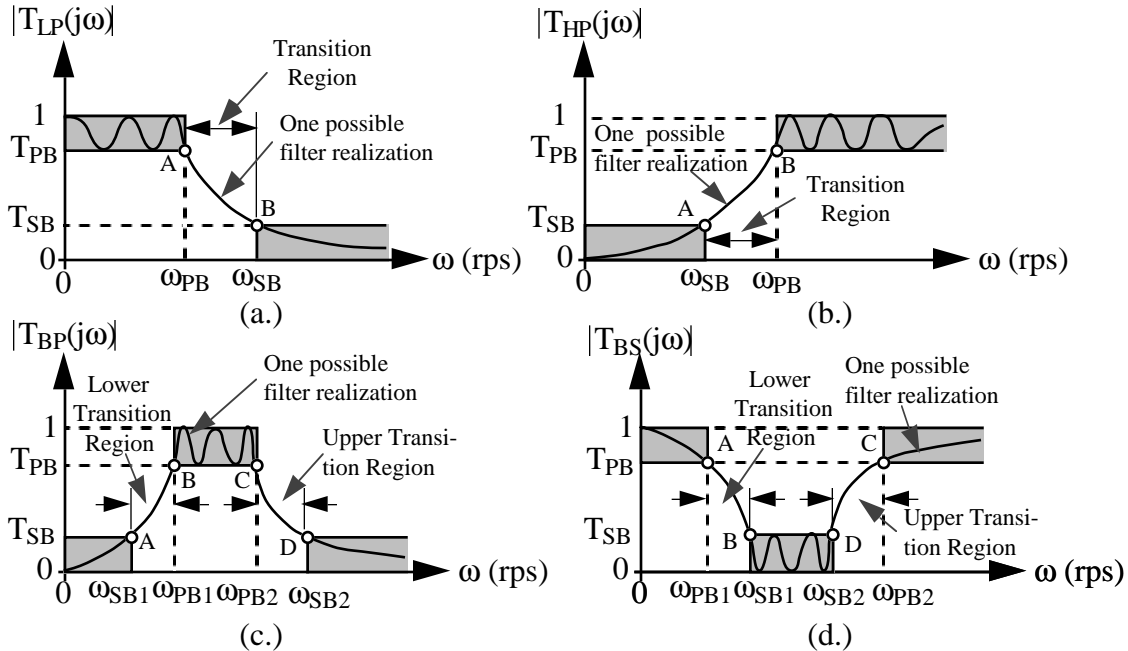 |T_LP(jω)|
Transition
Region
1
One possible
filter realization
T_PB
A
B
T_SB
0
0
ω_PB
ω_SB
ω (rps)
(a.)
|T_HP(jω)|
1
One possible
filter realization
T_PB
B
Transition
Region
A
T_SB
0
0
ω_SB
ω_PB
ω (rps)
(b.)
|T_BP(jω)|
One possible
filter realization
Lower
Transition
Region
Upper Transi-
tion Region
1
T_PB
B
C
T_SB
A
D
0
0
ω_SB1
ω_PB1
ω_PB2
ω_SB2
ω (rps)
(c.)
|T_BS(jω)|
One possible
filter realization
Lower
Transition
Region
1
A
C
T_PB
Upper Transi-
tion Region
T_SB
B
D
0
0
ω_PB1
ω_SB1
ω_SB2
ω_PB2
ω (rps)
(d.)